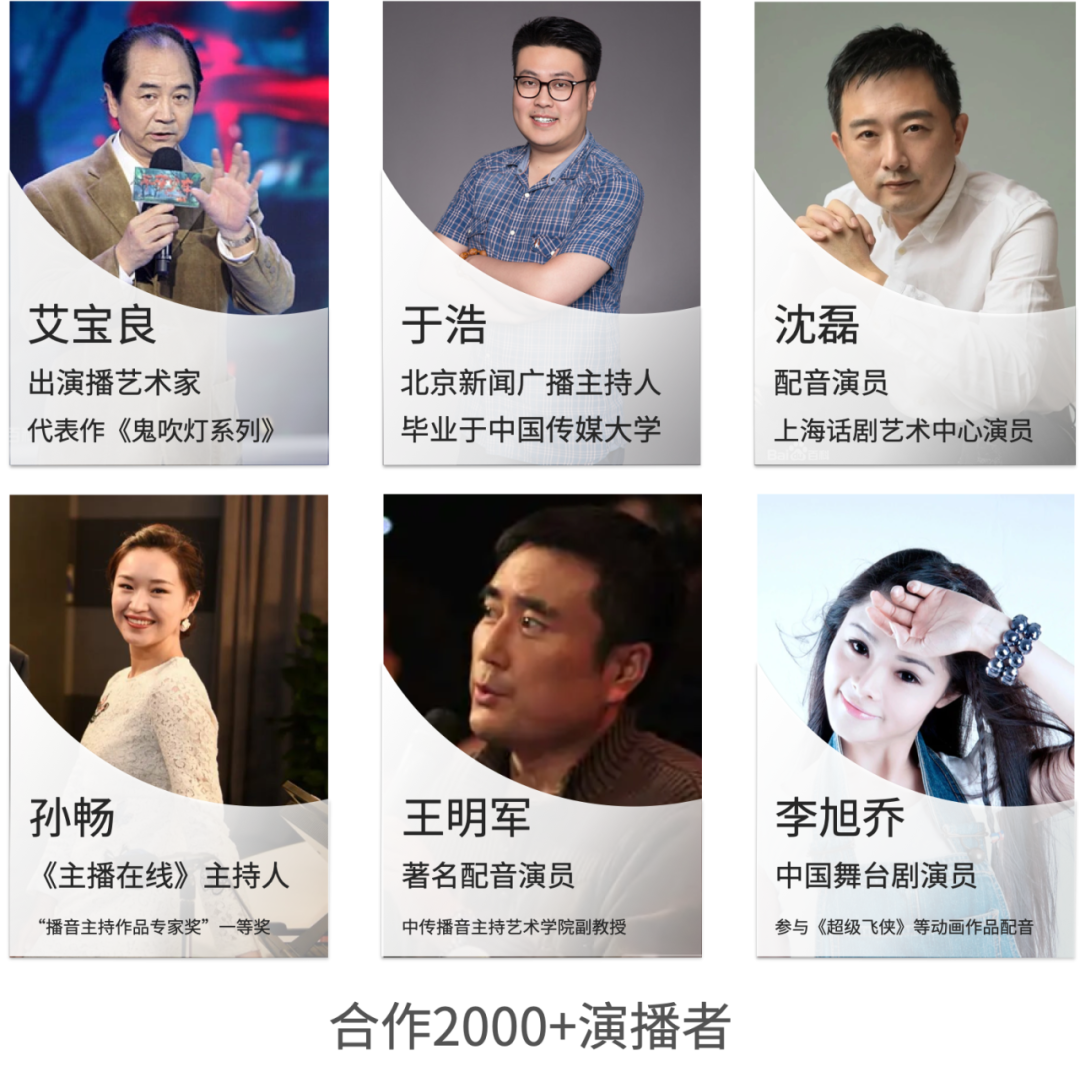 艾宝良
出演播艺术家
代表作《鬼吹灯系列》
于浩
北京新闻广播主持人
毕业于中国传媒大学
沈磊
配音演员
上海话剧艺术中心演员
孙畅
《主播在线》主持人
“播音主持作品专家奖”一等奖
王明军
著名配音演员
中传播音主持艺术学院副教授
李旭乔
中国舞台剧演员
参与《超级飞侠》等动画作品配音
合作2000+演播者